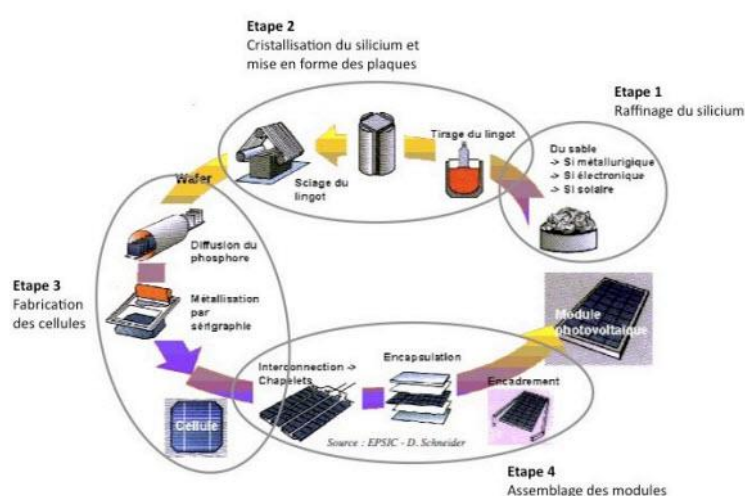 Etape 2
Cristallisation du silicium et
mise en forme des plaques
Etape 1
Raffinage du silicium
Tirage du lingot
Du sable
-> Si métallurigique
-> Si électronique
-> Si solaire
Sciage du
lingot
Wafer
Diffusion du
phosphore
Etape 3
Fabrication
des cellules
Métallisation
par
sérigraphie
Module
photovoltaïque
Interconnection ->
Chapelets
Encapsulation
Encadrement
Cellule
Source : EPSIC - D. Schneider
Etape 4
Assemblage des modules